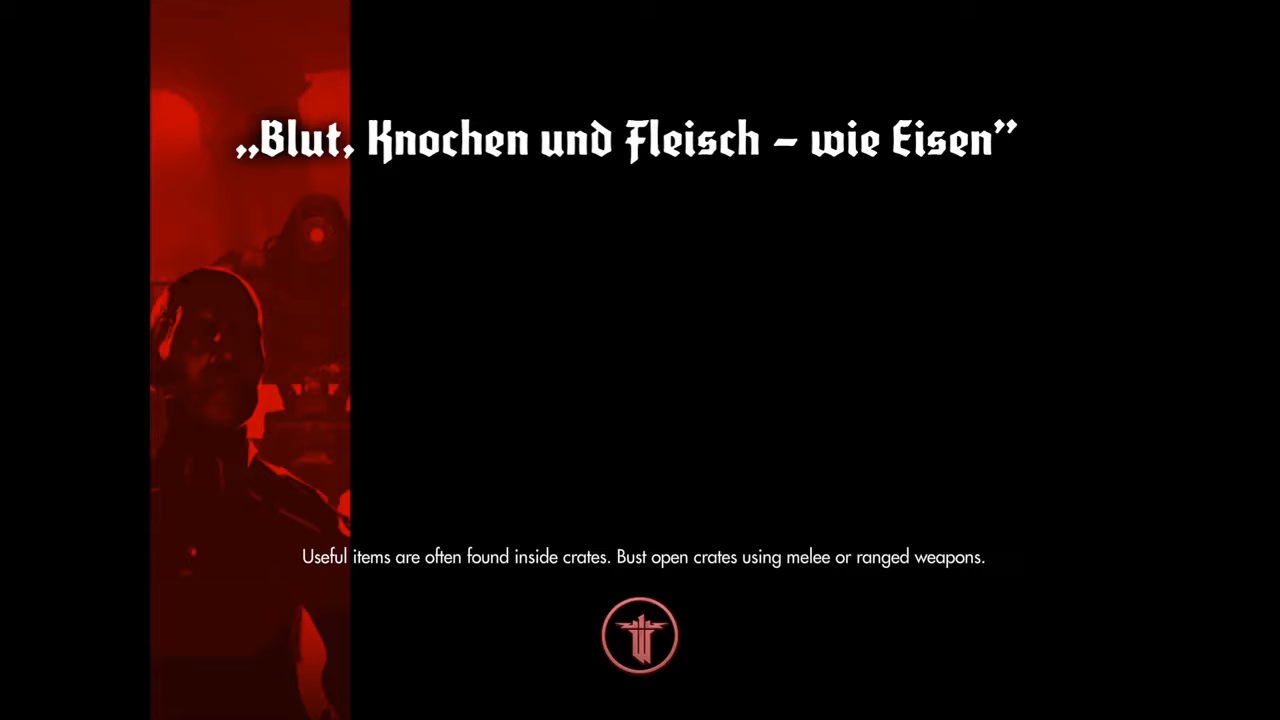 „Blut, Knochen und Fleisch – wie Eisen”
Useful items are often found inside crates. Bust open crates using melee or ranged weapons.